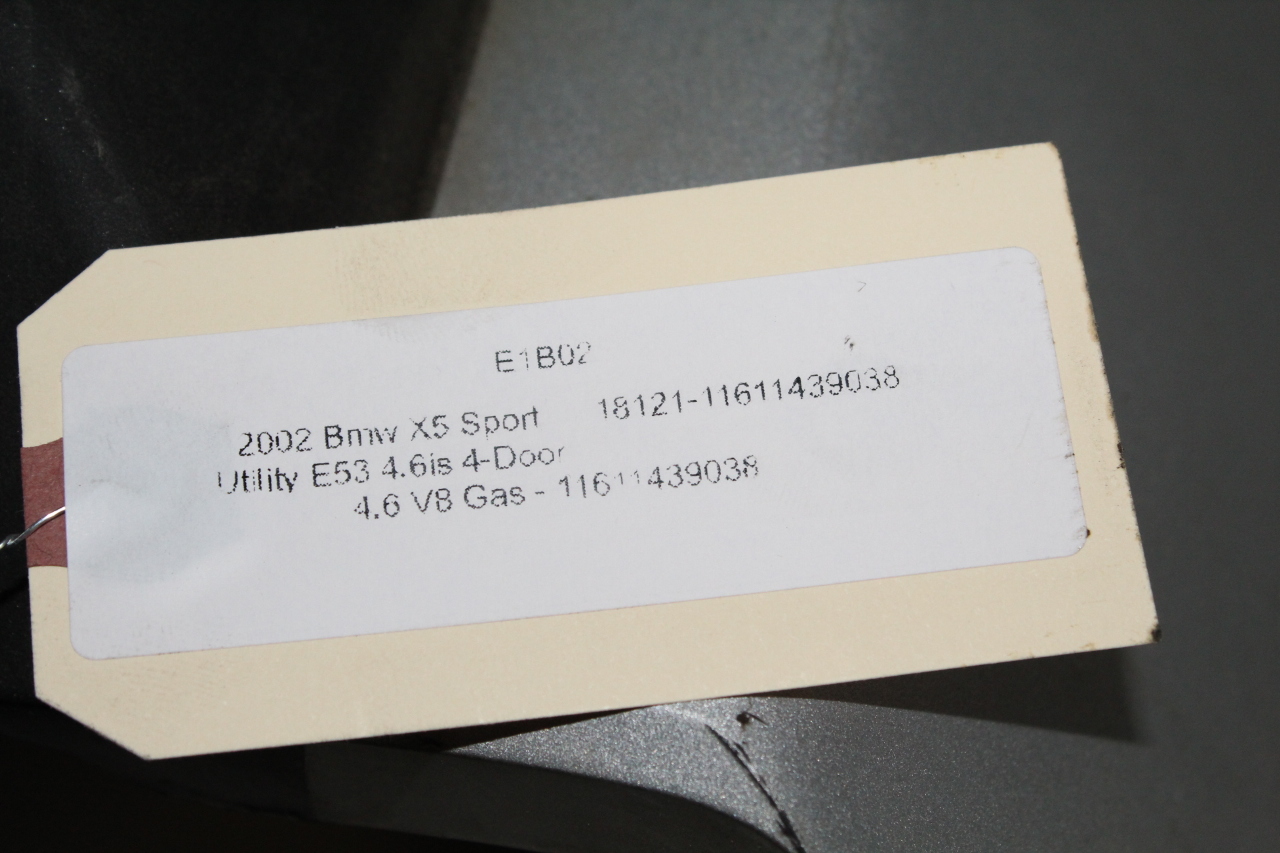 E1B02
2002 Bmw X5 Sport 18121-11611439038
Utility E53 4.6is 4-Door
4.6 V8 Gas - 11611439038